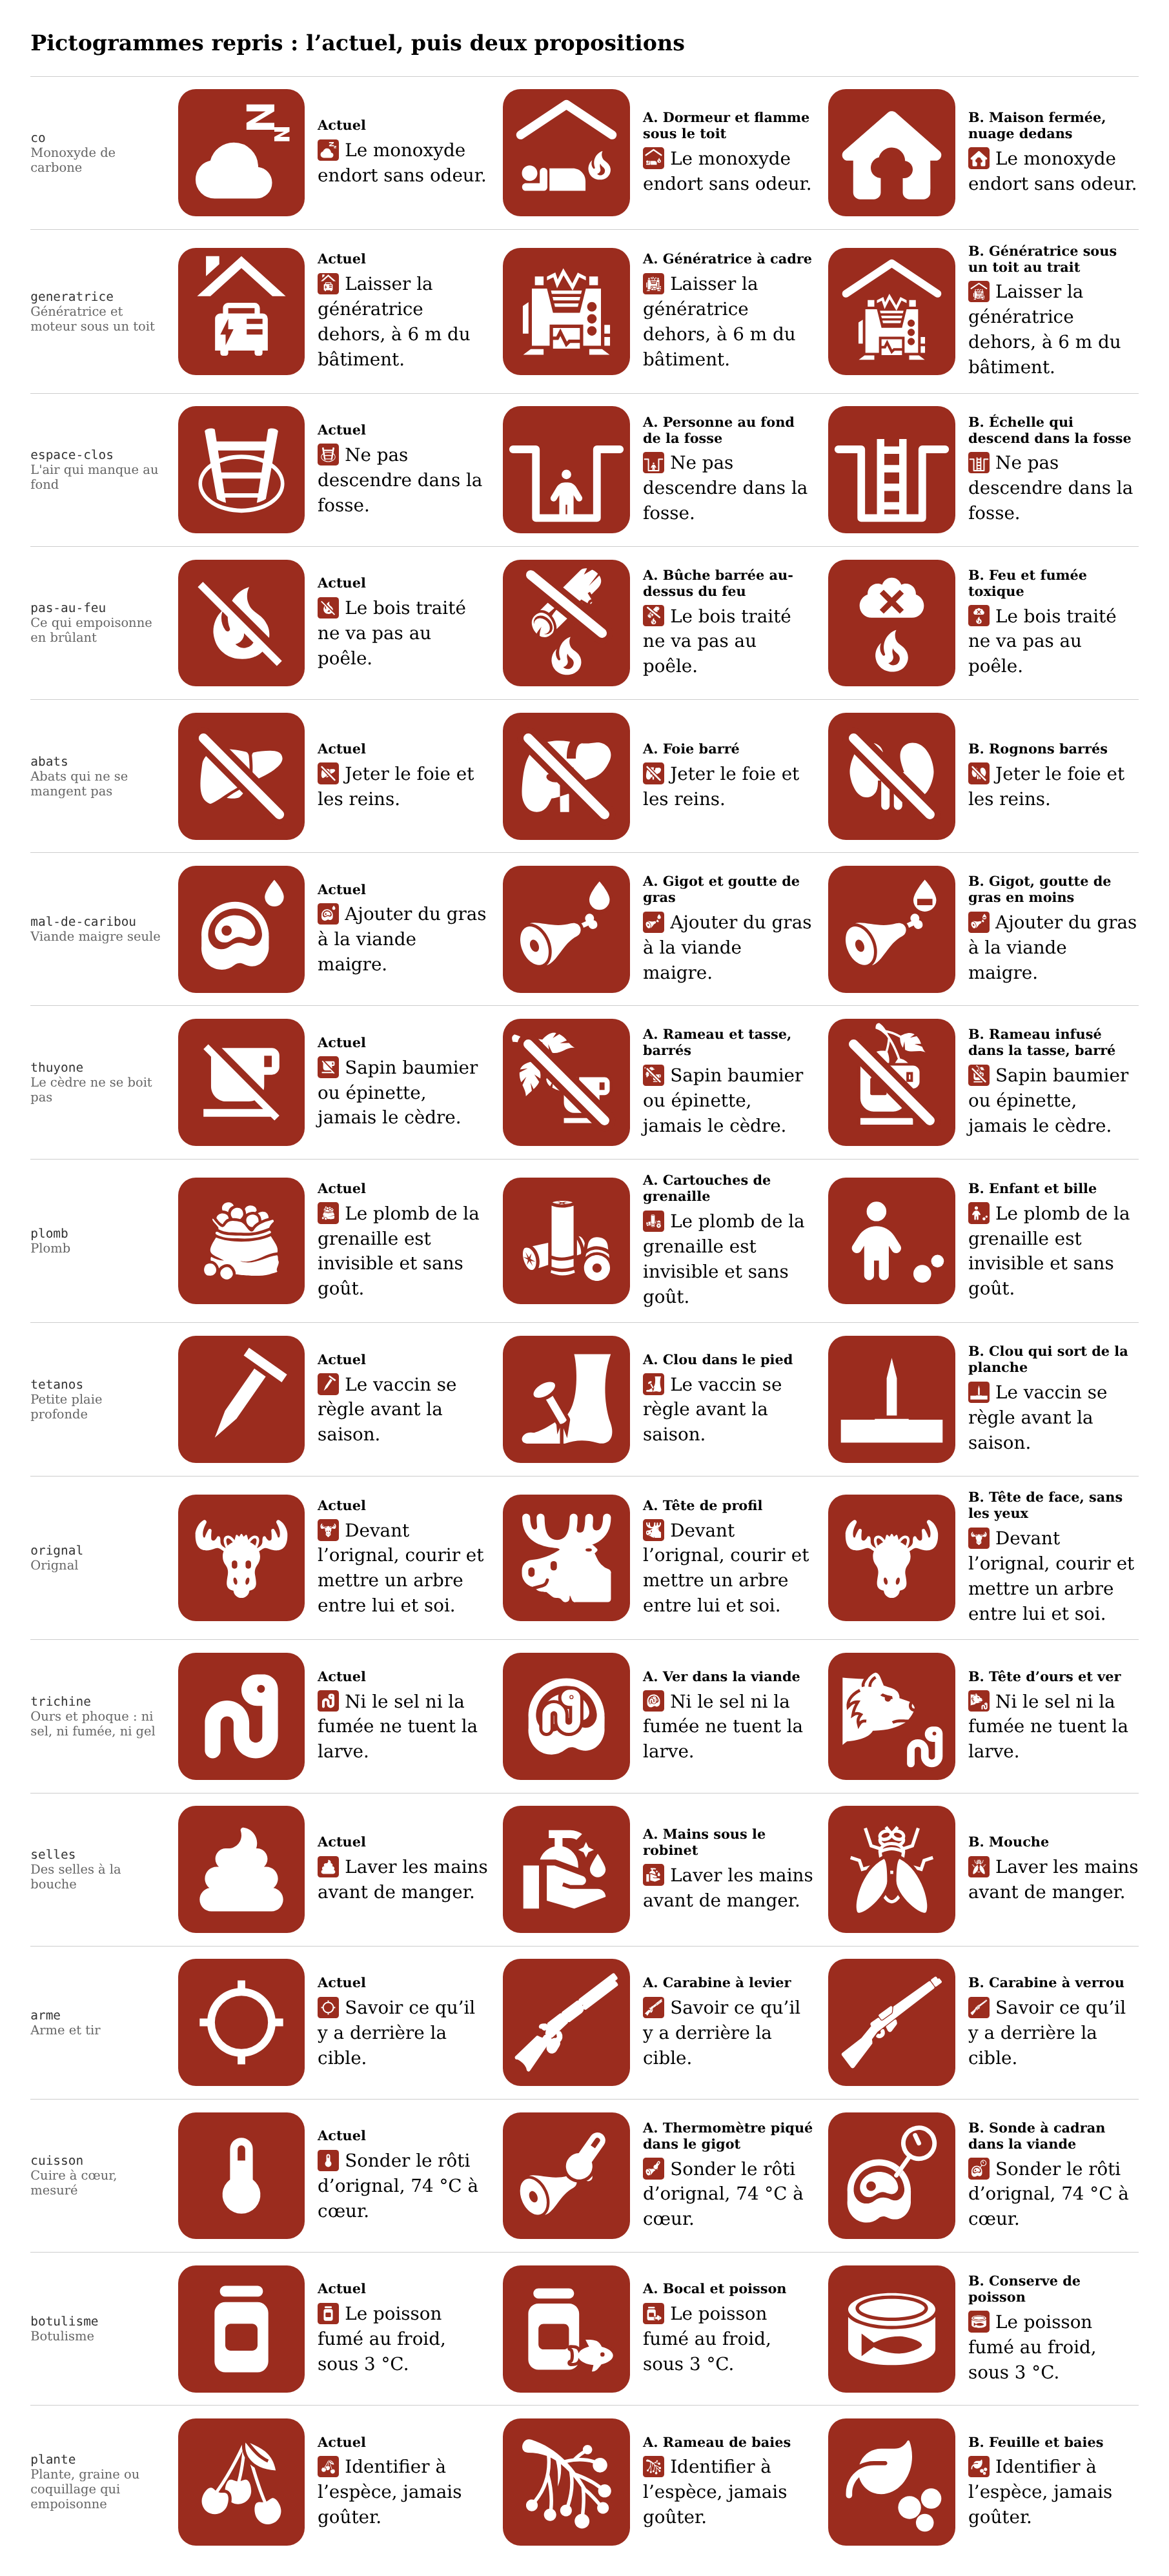 Pictogrammes repris : l’actuel, puis deux propositions
co
Monoxyde de
carbone
Actuel
Le monoxyde
endort sans odeur.
A. Dormeur et flamme
sous le toit
Le monoxyde
endort sans odeur.
B. Maison fermée,
nuage dedans
Le monoxyde
endort sans odeur.
generatrice
Génératrice et
moteur sous un toit
Actuel
Laisser la
génératrice
dehors, à 6 m du
bâtiment.
A. Génératrice à cadre
Laisser la
génératrice
dehors, à 6 m du
bâtiment.
B. Génératrice sous
un toit au trait
Laisser la
génératrice
dehors, à 6 m du
bâtiment.
espace-clos
L'air qui manque au
fond
Actuel
Ne pas
descendre dans la
fosse.
A. Personne au fond
de la fosse
Ne pas
descendre dans la
fosse.
B. Échelle qui
descend dans la fosse
Ne pas
descendre dans la
fosse.
pas-au-feu
Ce qui empoisonne
en brûlant
Actuel
Le bois traité
ne va pas au
poêle.
A. Bûche barrée au-
dessus du feu
Le bois traité
ne va pas au
poêle.
B. Feu et fumée
toxique
Le bois traité
ne va pas au
poêle.
abats
Abats qui ne se
mangent pas
Actuel
Jeter le foie et
les reins.
A. Foie barré
Jeter le foie et
les reins.
B. Rognons barrés
Jeter le foie et
les reins.
mal-de-caribou
Viande maigre seule
Actuel
Ajouter du gras
à la viande
maigre.
A. Gigot et goutte de
gras
Ajouter du gras
à la viande
maigre.
B. Gigot, goutte de
gras en moins
Ajouter du gras
à la viande
maigre.
thuyone
Le cèdre ne se boit
pas
Actuel
Sapin baumier
ou épinette,
jamais le cèdre.
A. Rameau et tasse,
barrés
Sapin baumier
ou épinette,
jamais le cèdre.
B. Rameau infusé
dans la tasse, barré
Sapin baumier
ou épinette,
jamais le cèdre.
plomb
Plomb
Actuel
Le plomb de la
grenaille est
invisible et sans
goût.
A. Cartouches de
grenaille
Le plomb de la
grenaille est
invisible et sans
goût.
B. Enfant et bille
Le plomb de la
grenaille est
invisible et sans
goût.
tetanos
Petite plaie
profonde
Actuel
Le vaccin se
règle avant la
saison.
A. Clou dans le pied
Le vaccin se
règle avant la
saison.
B. Clou qui sort de la
planche
Le vaccin se
règle avant la
saison.
orignal
Orignal
Actuel
Devant
l’orignal, courir et
mettre un arbre
entre lui et soi.
A. Tête de profil
Devant
l’orignal, courir et
mettre un arbre
entre lui et soi.
B. Tête de face, sans
les yeux
Devant
l’orignal, courir et
mettre un arbre
entre lui et soi.
trichine
Ours et phoque : ni
sel, ni fumée, ni gel
Actuel
Ni le sel ni la
fumée ne tuent la
larve.
A. Ver dans la viande
Ni le sel ni la
fumée ne tuent la
larve.
B. Tête d’ours et ver
Ni le sel ni la
fumée ne tuent la
larve.
selles
Des selles à la
bouche
Actuel
Laver les mains
avant de manger.
A. Mains sous le
robinet
Laver les mains
avant de manger.
B. Mouche
Laver les mains
avant de manger.
arme
Arme et tir
Actuel
Savoir ce qu’il
y a derrière la
cible.
A. Carabine à levier
Savoir ce qu’il
y a derrière la
cible.
B. Carabine à verrou
Savoir ce qu’il
y a derrière la
cible.
cuisson
Cuire à cœur,
mesuré
Actuel
Sonder le rôti
d’orignal, 74 °C à
cœur.
A. Thermomètre piqué
dans le gigot
Sonder le rôti
d’orignal, 74 °C à
cœur.
B. Sonde à cadran
dans la viande
Sonder le rôti
d’orignal, 74 °C à
cœur.
botulisme
Botulisme
Actuel
Le poisson
fumé au froid,
sous 3 °C.
A. Bocal et poisson
Le poisson
fumé au froid,
sous 3 °C.
B. Conserve de
poisson
Le poisson
fumé au froid,
sous 3 °C.
plante
Plante, graine ou
coquillage qui
empoisonne
Actuel
Identifier à
l’espèce, jamais
goûter.
A. Rameau de baies
Identifier à
l’espèce, jamais
goûter.
B. Feuille et baies
Identifier à
l’espèce, jamais
goûter.